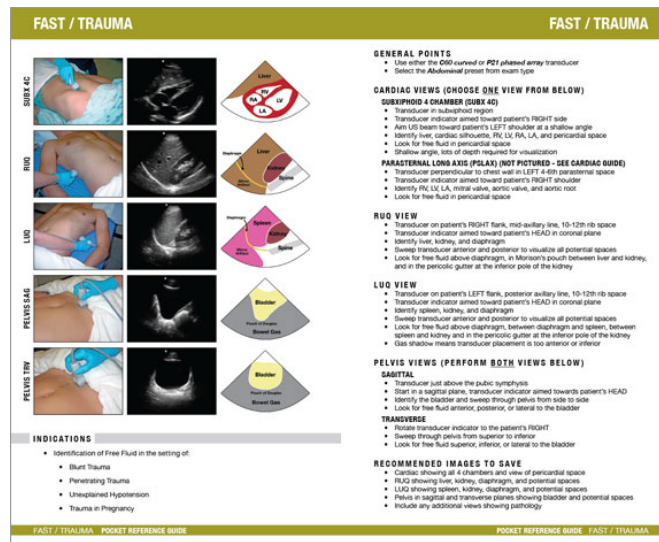 FAST / TRAUMA
SUBX 4C
Liver
RV
RA
LV
LA
RUQ
Diaphragm
Liver
Kidney
Spine
Mirror
Artifact
LUQ
Diaphragm
Spleen
Kidney
Spine
Mirror
Artifact
PELVIS SAG
Bladder
Pouch of Douglas
Bowel Gas
PELVIS TRV
Bladder
Pouch of Douglas
Bowel Gas
INDICATIONS
• Identification of Free Fluid in the setting of:
• Blunt Trauma
• Penetrating Trauma
• Unexplained Hypotension
• Trauma in Pregnancy
FAST / TRAUMA POCKET REFERENCE GUIDE
FAST / TRAUMA
GENERAL POINTS
• Use either the C60 curved or P21 phased array transducer
• Select the Abdominal preset from exam type
CARDIAC VIEWS (CHOOSE ONE VIEW FROM BELOW)
SUBXIPHOID 4 CHAMBER (SUBX 4C)
• Transducer in subxiphoid region
• Transducer indicator aimed toward patient's RIGHT side
• Aim US beam toward patient's LEFT shoulder at a shallow angle
• Identify liver, cardiac silhouette, RV, LV, RA, LA, and pericardial space
• Look for free fluid in pericardial space
• Shallow angle, lots of depth required for visualization
PARASTERNAL LONG AXIS (PSLAX) (NOT PICTURED - SEE CARDIAC GUIDE)
• Transducer perpendicular to chest wall in LEFT 4-6th parasternal space
• Transducer indicator aimed toward patient's RIGHT shoulder
• Identify RV, LV, LA, mitral valve, aortic valve, and aortic root
• Look for free fluid in pericardial space
RUQ VIEW
• Transducer on patient's RIGHT flank, mid-axillary line, 10-12th rib space
• Transducer indicator aimed toward patient's HEAD in coronal plane
• Identify liver, kidney, and diaphragm
• Sweep transducer anterior and posterior to visualize all potential spaces
• Look for free fluid above diaphragm, in Morison's pouch between liver and kidney,
and in the pericolic gutter at the inferior pole of the kidney
LUQ VIEW
• Transducer on patient's LEFT flank, posterior axillary line, 10-12th rib space
• Transducer indicator aimed toward patient's HEAD in coronal plane
• Identify spleen, kidney, and diaphragm
• Sweep transducer anterior and posterior to visualize all potential spaces
• Look for free fluid above diaphragm, between diaphragm and spleen, between
spleen and kidney and in the pericolic gutter at the inferior pole of the kidney
• Gas shadow means transducer placement is too anterior or inferior
PELVIS VIEWS (PERFORM BOTH VIEWS BELOW)
SAGITTAL
• Transducer just above the pubic symphysis
• Start in a sagittal plane, transducer indicator aimed towards patient's HEAD
• Identify the bladder and sweep through pelvis from side to side
• Look for free fluid anterior, posterior, or lateral to the bladder
TRANSVERSE
• Rotate transducer indicator to the patient's RIGHT
• Sweep through pelvis from superior to inferior
• Look for free fluid superior, inferior, or lateral to the bladder
RECOMMENDED IMAGES TO SAVE
• Cardiac showing all 4 chambers and view of pericardial space
• RUQ showing liver, kidney, diaphragm, and potential spaces
• LUQ showing spleen, kidney, diaphragm, and potential spaces
• Pelvis in sagittal and transverse planes showing bladder and potential spaces
• Include any additional views showing pathology
POCKET REFERENCE GUIDE FAST / TRAUMA